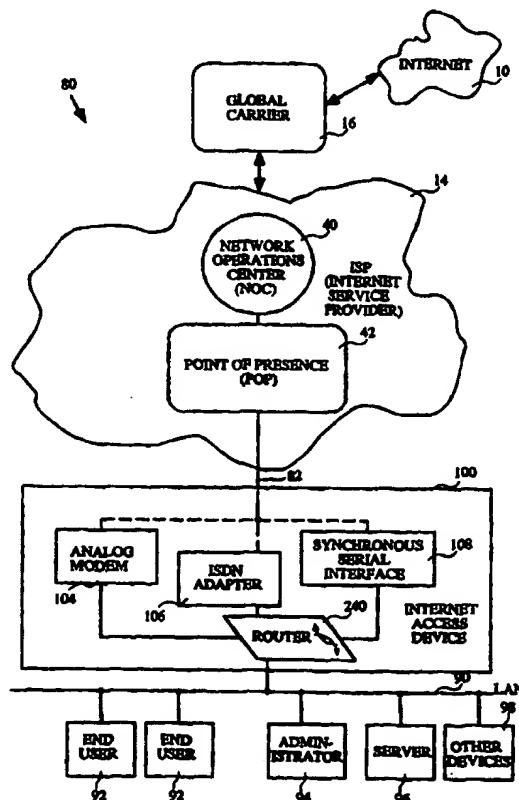 INTERNET
10
80
GLOBAL
CARRIER
16
14
40
NETWORK
OPERATIONS
CENTER
(NOC)
ISP
(INTERNET
SERVICE
PROVIDER)
42
POINT OF PRESENCE
(POP)
82
100
ANALOG
MODEM
104
ISDN
ADAPTER
106
SYNCHRONOUS
SERIAL
INTERFACE
108
240
ROUTER
INTERNET
ACCESS
DEVICE
90
LAN
END
USER
92
END
USER
92
ADMIN-
ISTRATOR
94
SERVER
96
OTHER
DEVICES
98